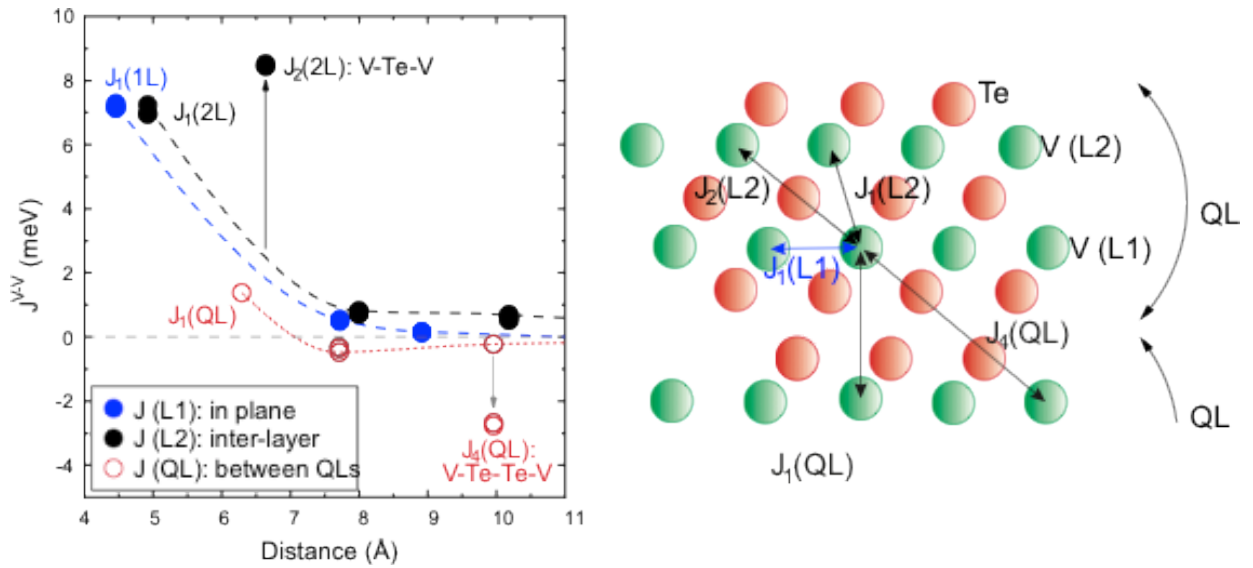 10
8
6
4
2
0
-2
-4
J^V-V (meV)
4
5
6
7
8
9
10
11
Distance (Å)
J₁(1L)
J₁(2L)
J₂(2L): V-Te-V
J₁(QL)
J₄(QL):
V-Te-Te-V
J (L1): in plane
J (L2): inter-layer
J (QL): between QLs
Te
V (L2)
J₂(L2)
J₁(L2)
QL
V (L1)
J₁(L1)
J₄(QL)
QL
J₁(QL)